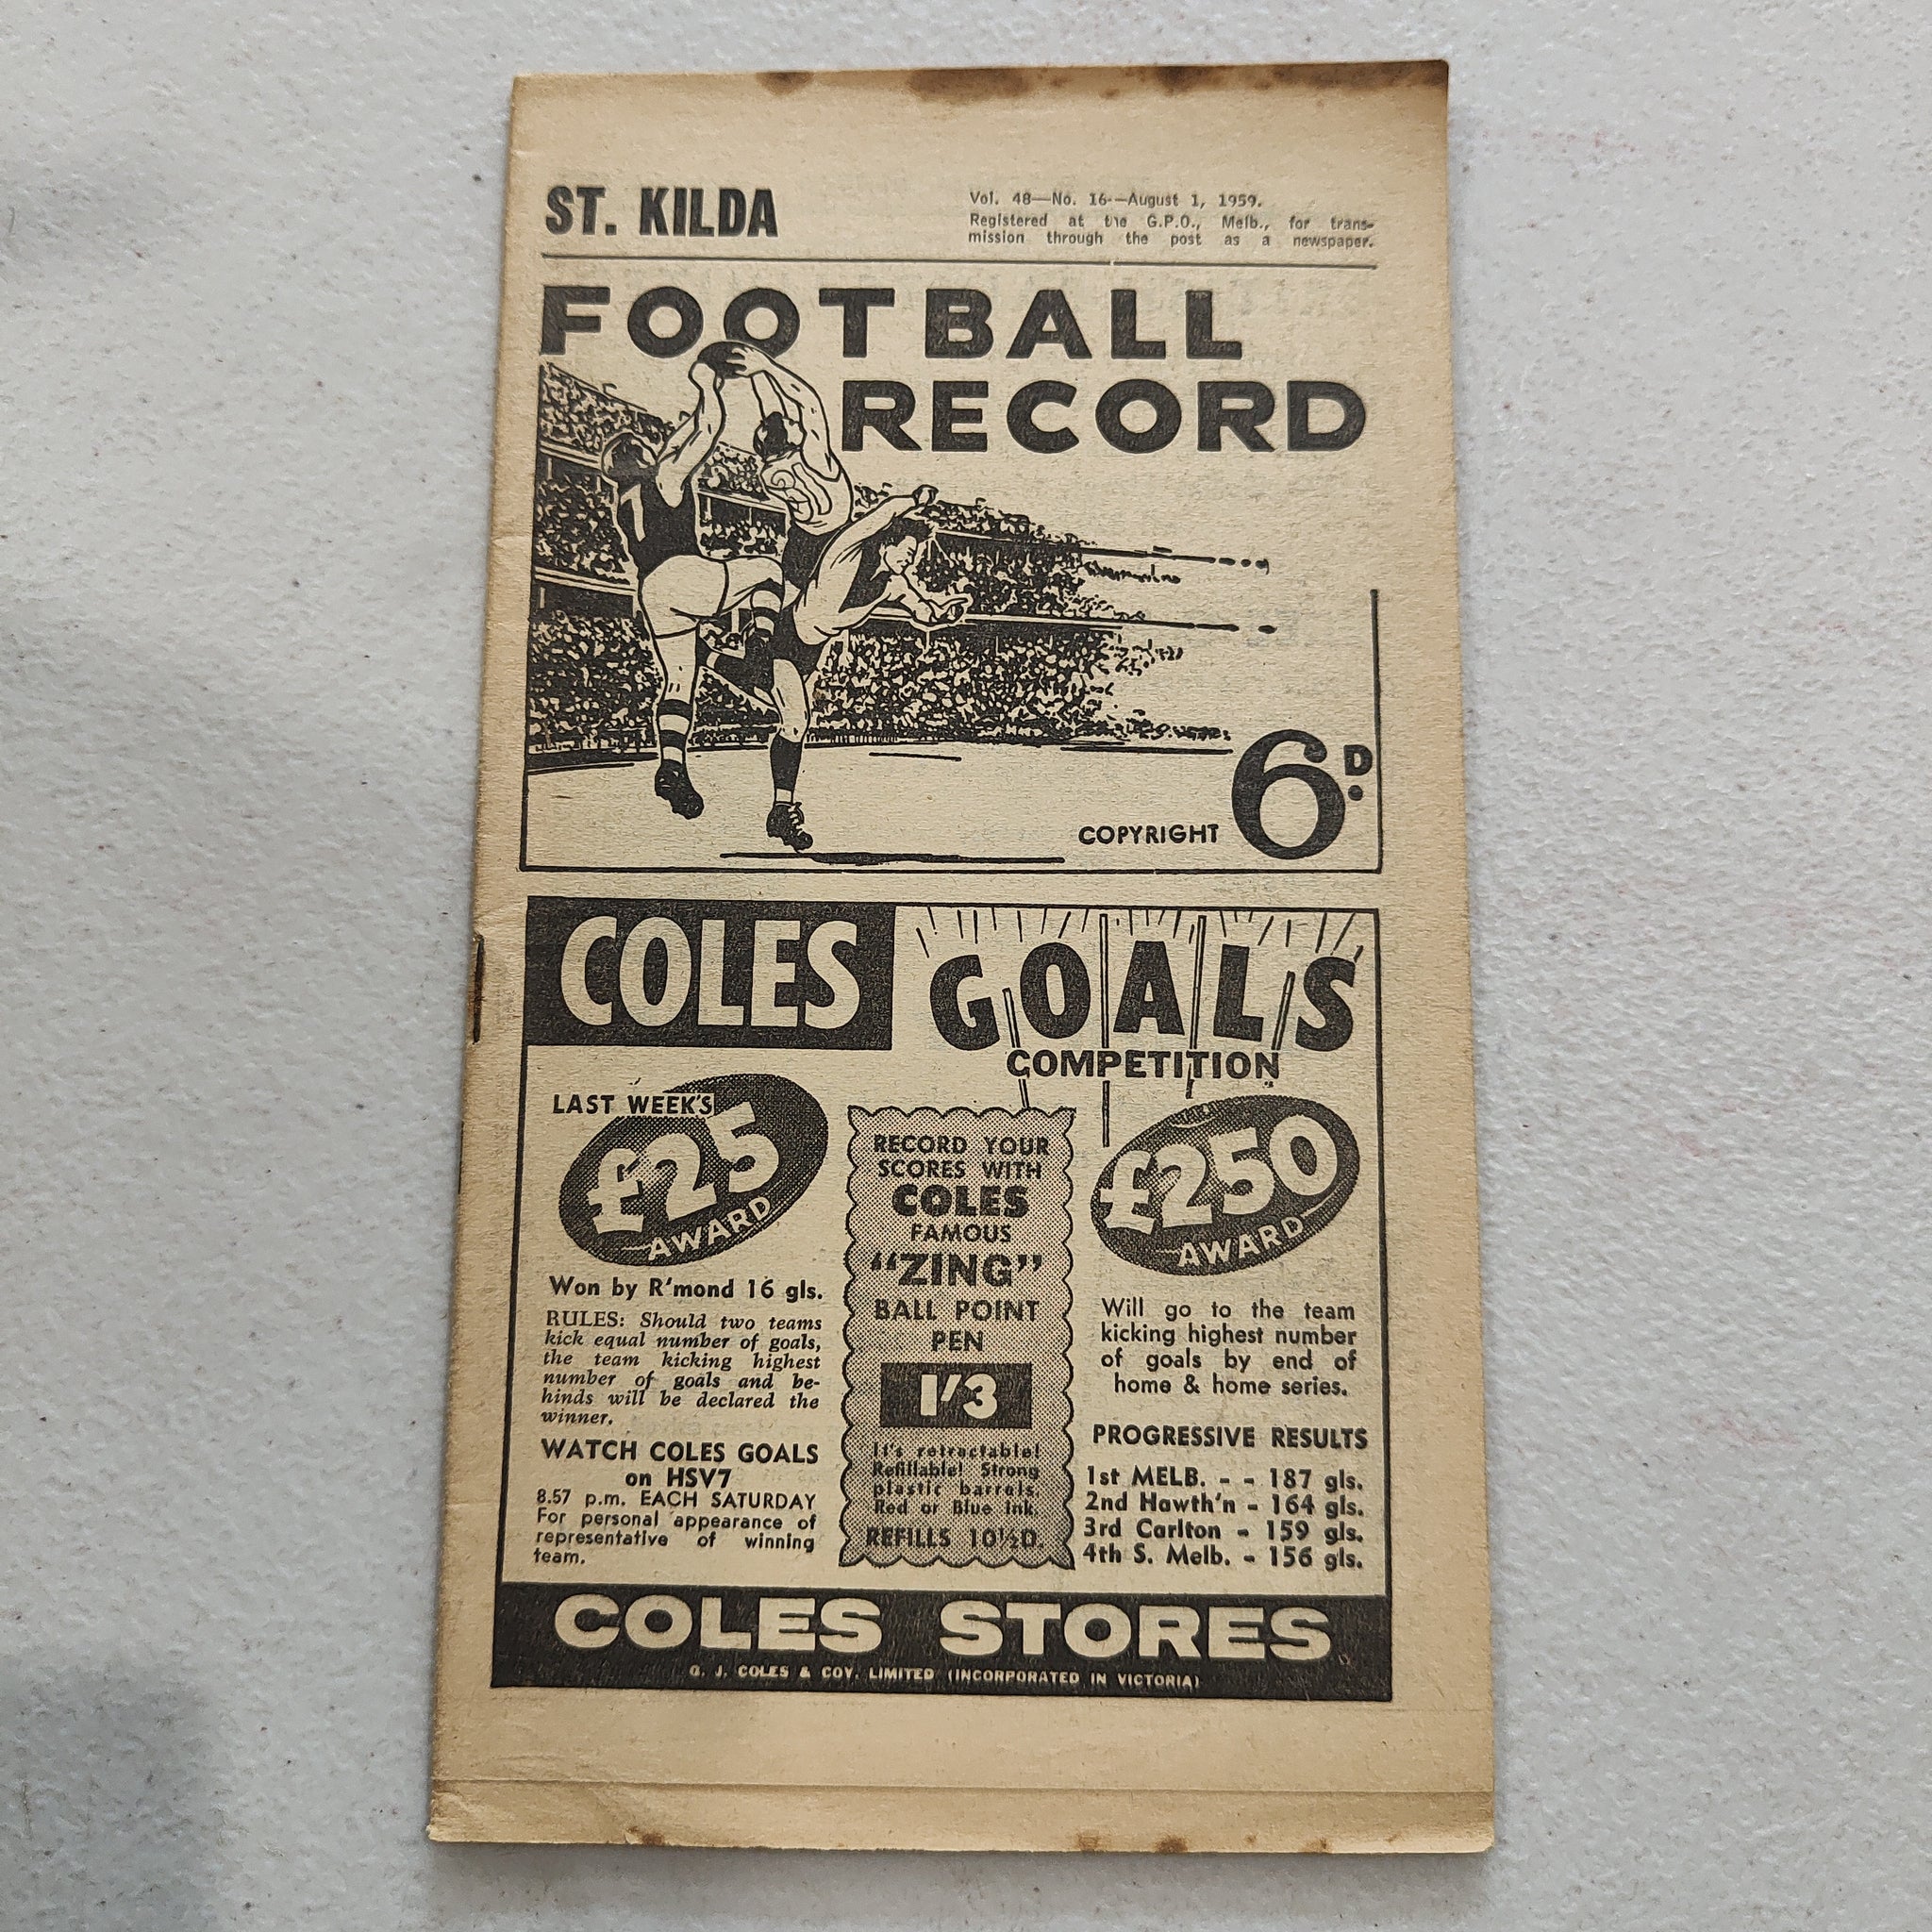 ST. KILDA
Vol. 48—No. 16—August 1, 1959.
Registered at the G.P.O., Melb., for trans-
mission through the post as a newspaper.
FOOTBALL
RECORD
7
COPYRIGHT 6D.
COLES GOALS
COMPETITION
LAST WEEK'S
£25
AWARD
Won by R'mond 16 gls.
RULES: Should two teams
kick equal number of goals,
the team kicking highest
number of goals and be-
hinds will be declared the
winner.
WATCH COLES GOALS
on HSV7
8.57 p.m. EACH SATURDAY
For personal appearance of
representative of winning
team.
RECORD YOUR
SCORES WITH
COLES
FAMOUS
"ZING"
BALL POINT
PEN
1/3
It's retractable!
Refillable! Strong
plastic barrels.
Red or Blue Ink.
REFILLS 10½D.
£250
AWARD
Will go to the team
kicking highest number
of goals by end of
home & home series.
PROGRESSIVE RESULTS
1st MELB. - - 187 gls.
2nd Hawth'n - 164 gls.
3rd Carlton - 159 gls.
4th S. Melb. - 156 gls.
COLES STORES
G. J. COLES & COY. LIMITED (INCORPORATED IN VICTORIA)